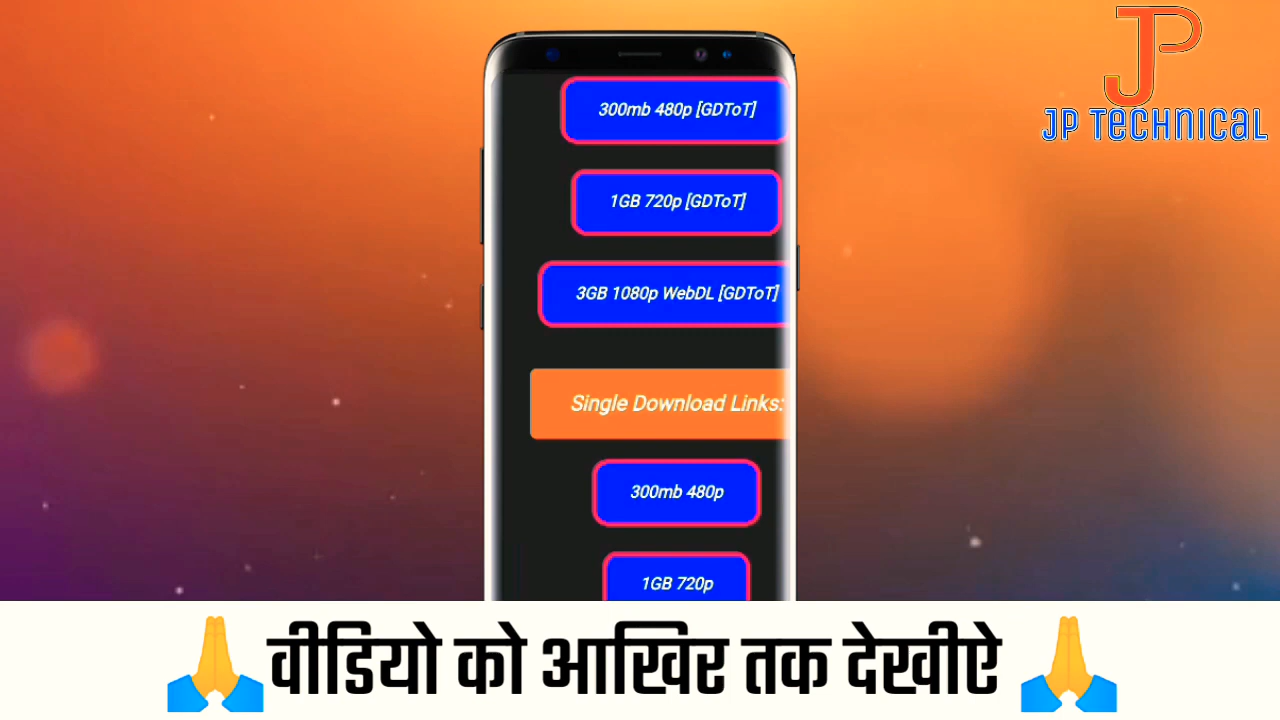 JP
JP Technical
300mb 480p [GDToT]
1GB 720p [GDToT]
3GB 1080p WebDL [GDToT]
Single Download Links:
300mb 480p
1GB 720p
🙏 वीडियो को आखिर तक देखीऐ 🙏